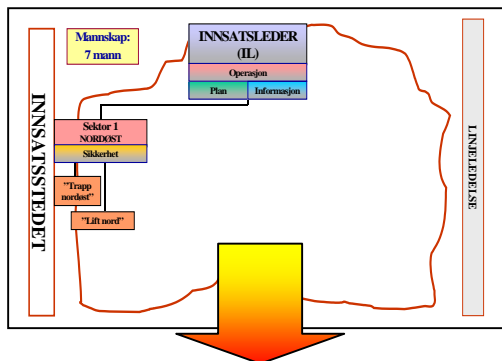 Mannskap:
7 mann
INNSATSLEDER
(IL)
Operasjon
Plan
Informasjon
INNSATSSTEDET
Sektor 1
NORDØST
Sikkerhet
”Trapp
nordøst”
”Lift nord”
LINJELEDELSE